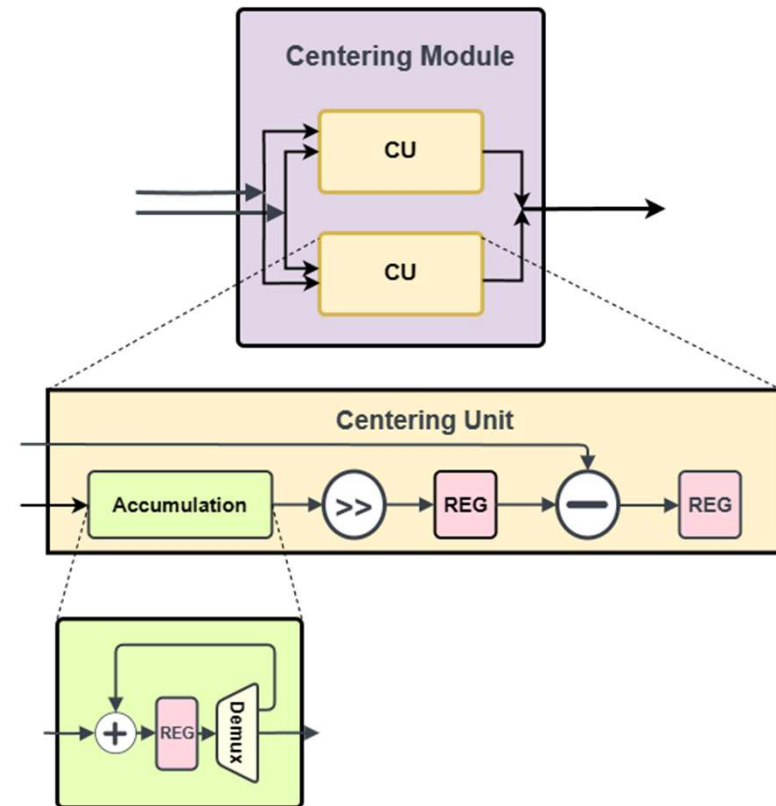 Centering Module
CU
CU
Centering Unit
Accumulation
>>
REG
REG
REG
Demux